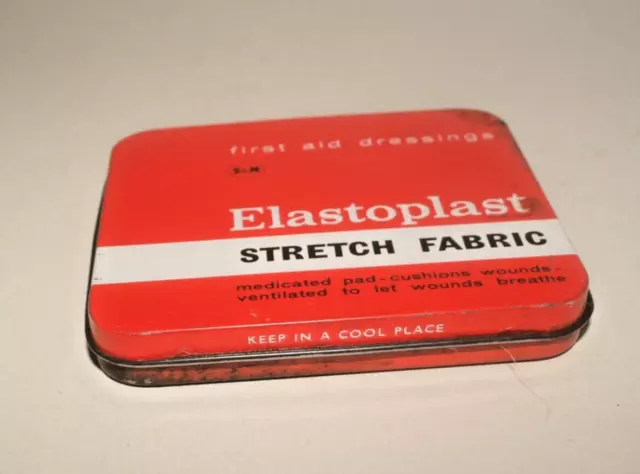 first aid dressings
S&N
Elastoplast
STRETCH FABRIC
medicated pad-cushions wounds-
ventilated to let wounds breathe
KEEP IN A COOL PLACE